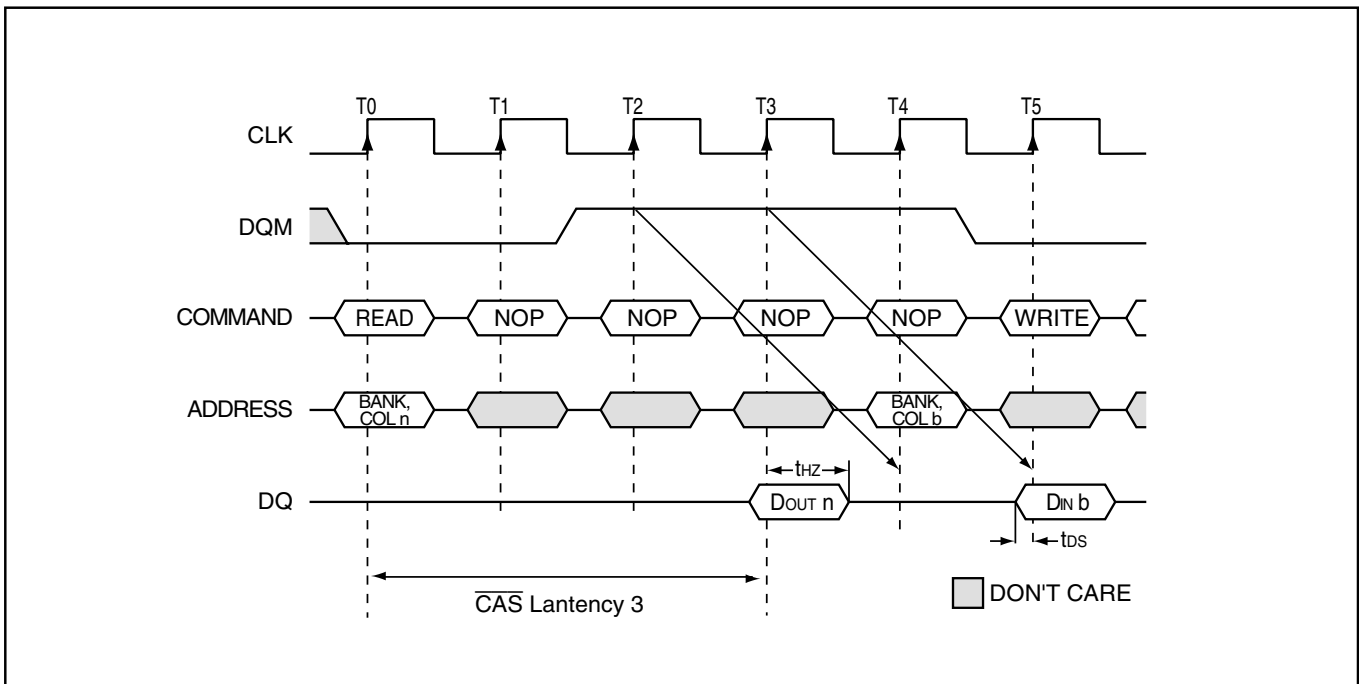 T0 T1 T2 T3 T4 T5
CLK
DQM
COMMAND READ NOP NOP NOP NOP WRITE
ADDRESS BANK, COL n BANK, COL b
tHZ
DQ DOUT n DIN b
tDS
CAS Lantency 3
DON'T CARE